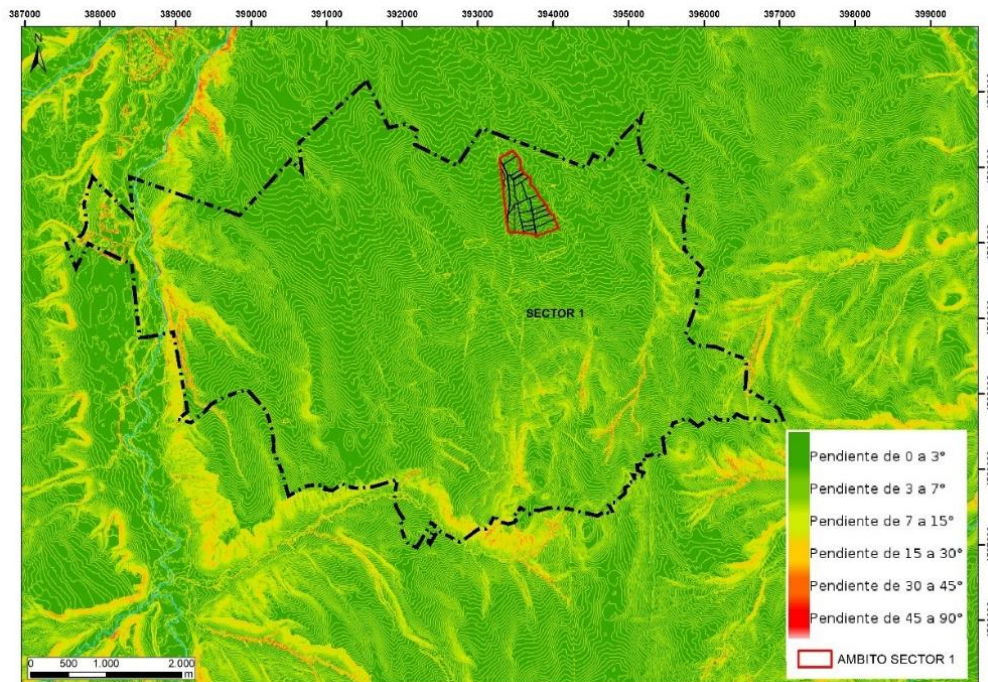 387000 388000 389000 390000 391000 392000 393000 394000 395000 396000 397000 398000 399000
N
SECTOR 1
Pendiente de 0 a 3°
Pendiente de 3 a 7°
Pendiente de 7 a 15°
Pendiente de 15 a 30°
Pendiente de 30 a 45°
Pendiente de 45 a 90°
AMBITO SECTOR 1
0 500 1.000 2.000
m